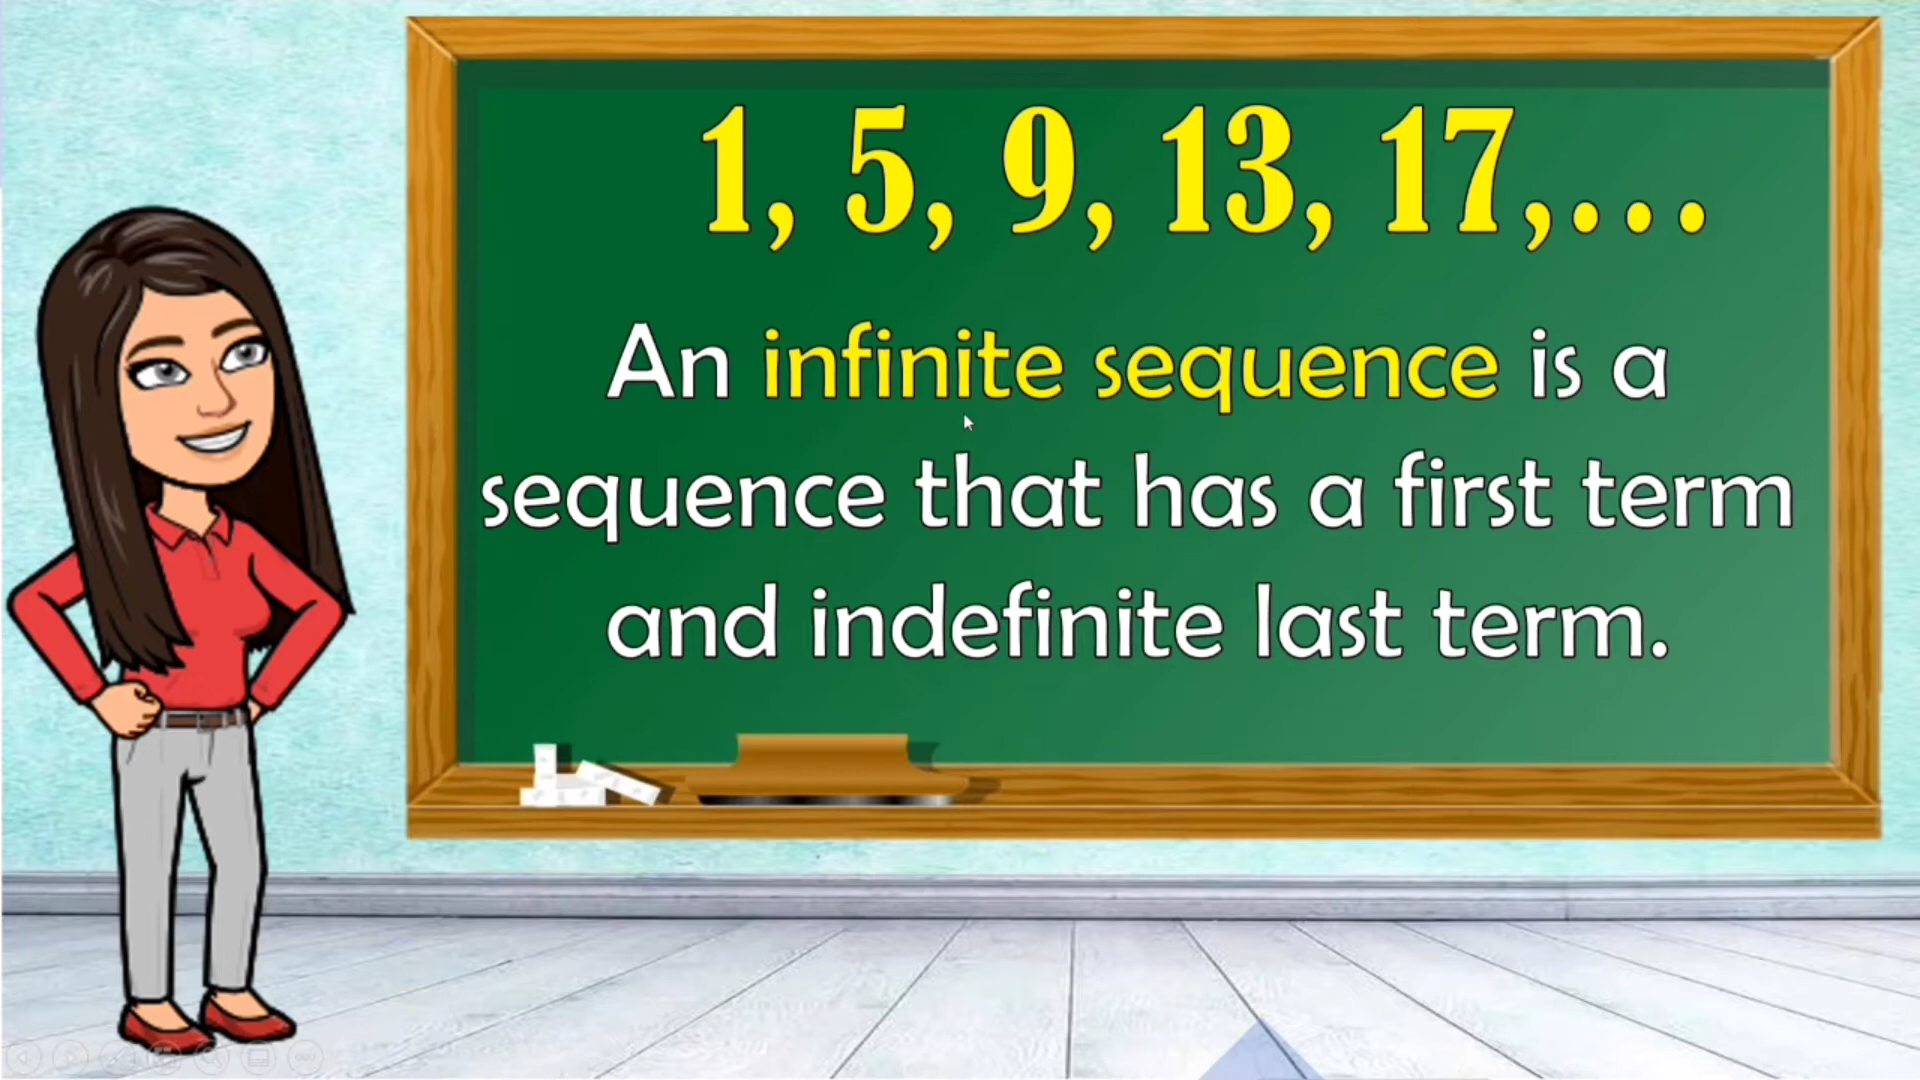 1, 5, 9, 13, 17,...
An infinite sequence is a
sequence that has a first term
and indefinite last term.